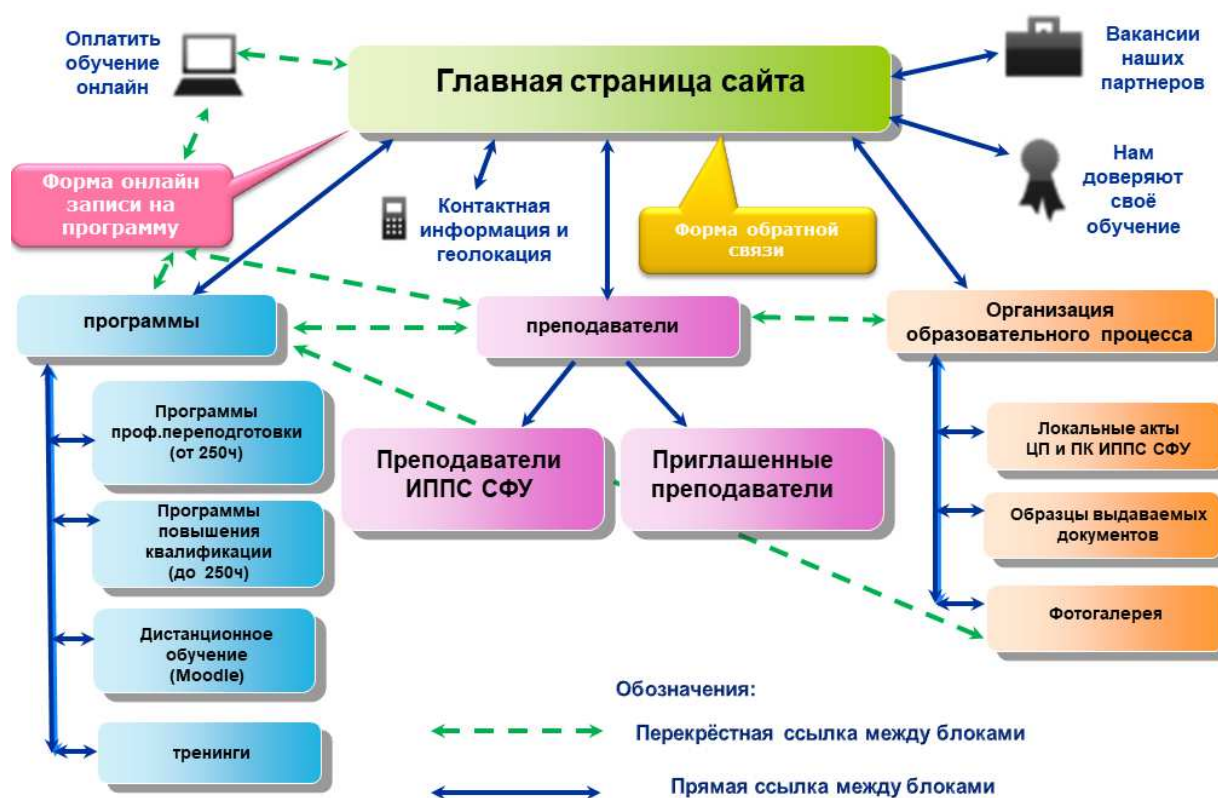 Оплатить
обучение
онлайн
Главная страница сайта
Вакансии
наших
партнеров
Форма онлайн
записи на
программу
Контактная
информация и
геолокация
Форма обратной
связи
Нам
доверяют
своё
обучение
программы
преподаватели
Организация
образовательного процесса
Программы
проф.переподготовки
(от 250ч)
Программы
повышения
квалификации
(до 250ч)
Дистанционное
обучение
(Moodle)
тренинги
Преподаватели
ИППС СФУ
Приглашенные
преподаватели
Локальные акты
ЦП и ПК ИППС СФУ
Образцы выдаваемых
документов
Фотогалерея
Обозначения:
Перекрёстная ссылка между блоками
Прямая ссылка между блоками